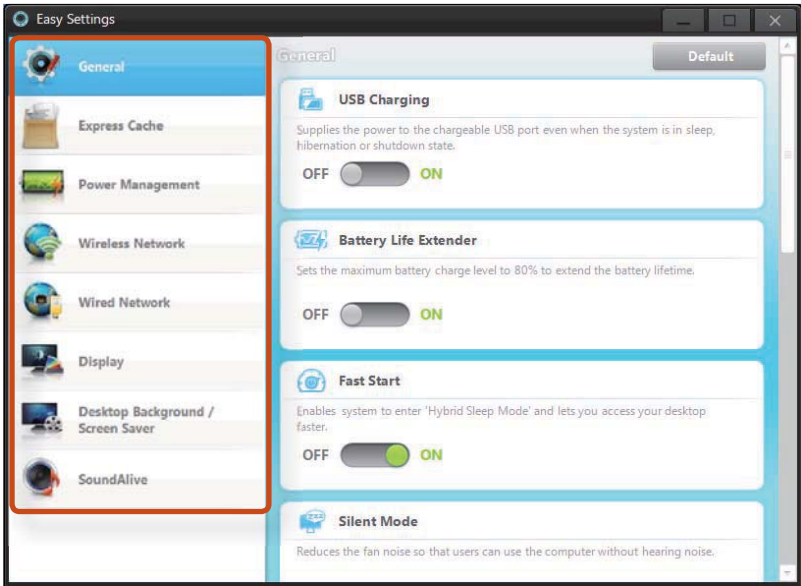 Easy Settings
General
Express Cache
Power Management
Wireless Network
Wired Network
Display
Desktop Background /
Screen Saver
SoundAlive
General
Default
USB Charging
Supplies the power to the chargeable USB port even when the system is in sleep,
hibernation or shutdown state.
OFF ON
Battery Life Extender
Sets the maximum battery charge level to 80% to extend the battery lifetime.
OFF ON
Fast Start
Enables system to enter 'Hybrid Sleep Mode' and lets you access your desktop
faster.
OFF ON
Silent Mode
Reduces the fan noise so that users can use the computer without hearing noise.